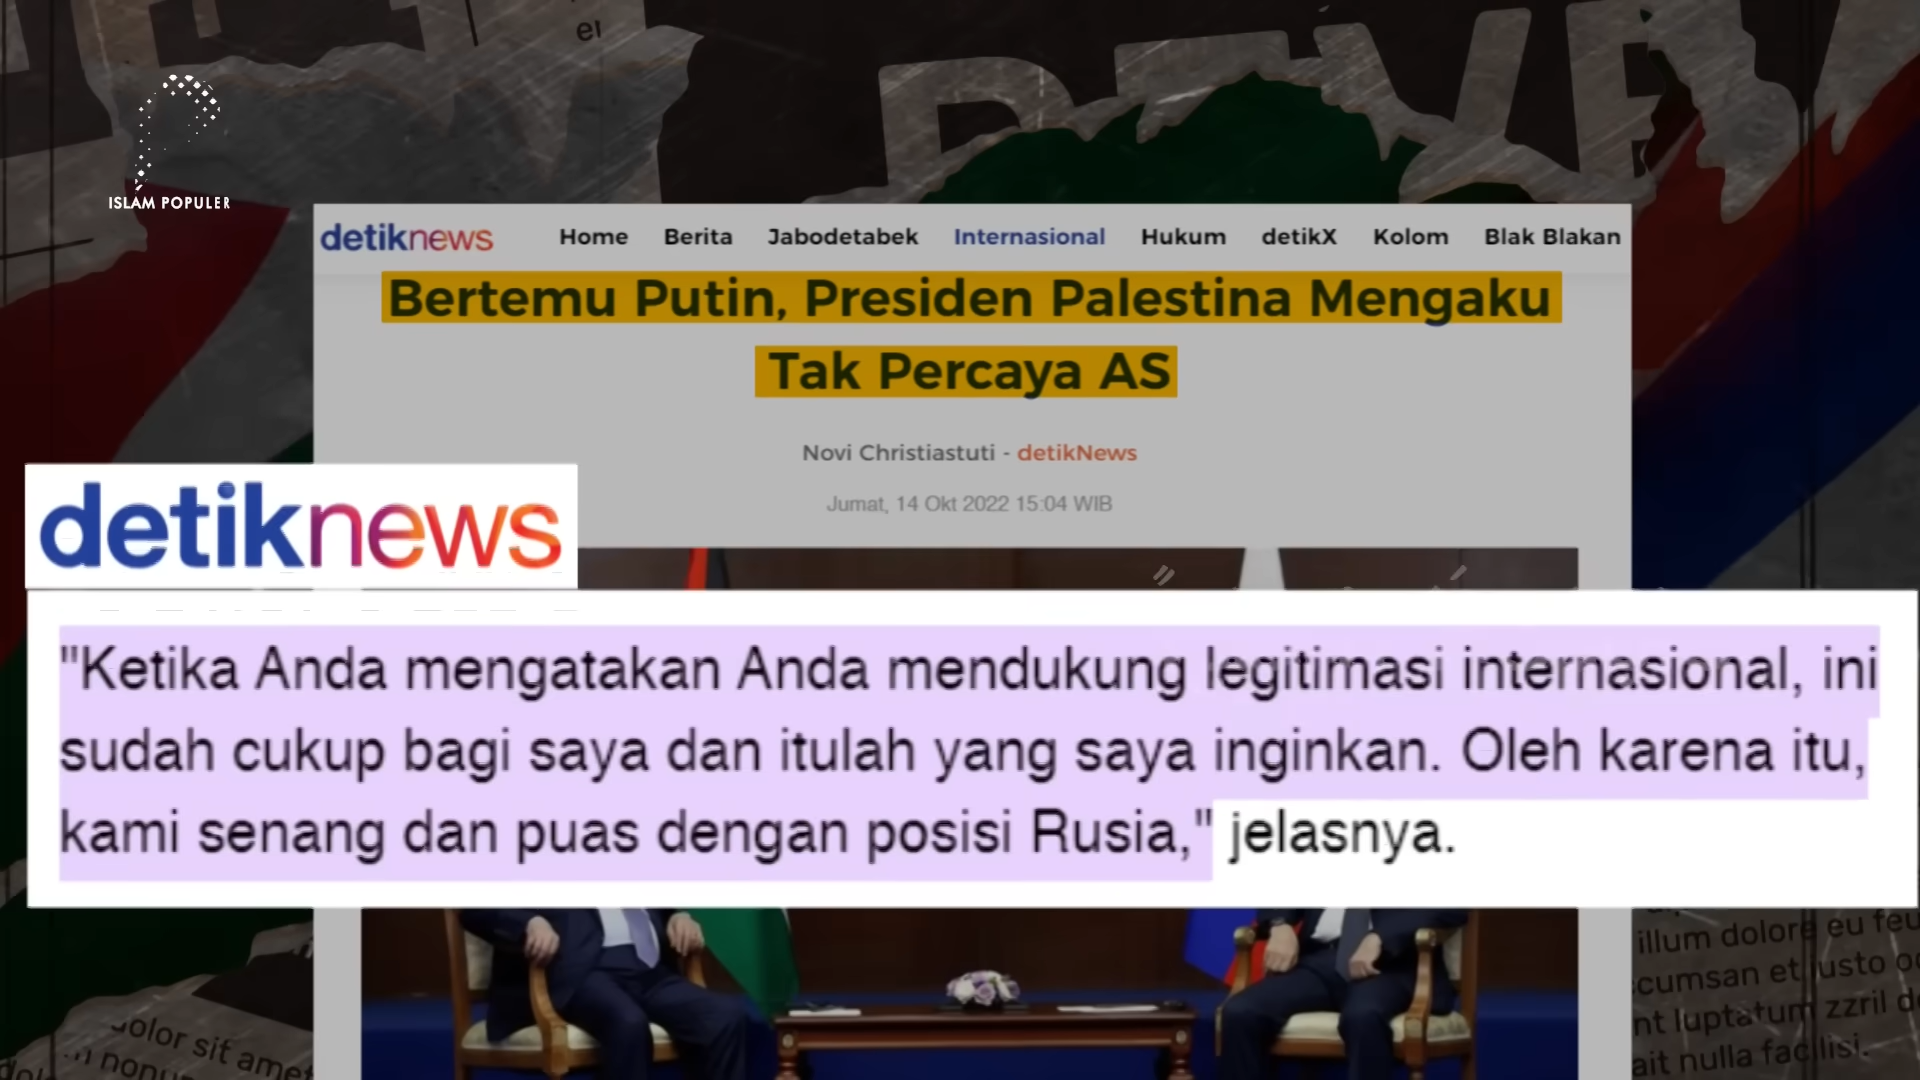 ISLAM POPULER
detiknews Home Berita Jabodetabek Internasional Hukum detikX Kolom Blak Blakan
Bertemu Putin, Presiden Palestina Mengaku
Tak Percaya AS
Novi Christiastuti - detikNews
Jumat, 14 Okt 2022 15:04 WIB
detiknews
"Ketika Anda mengatakan Anda mendukung legitimasi internasional, ini
sudah cukup bagi saya dan itulah yang saya inginkan. Oleh karena itu,
kami senang dan puas dengan posisi Rusia," jelasnya.
illum dolore eu feu
cumsan et iusto
luptatum zzril
nulla facilisi.
dolor sit amet